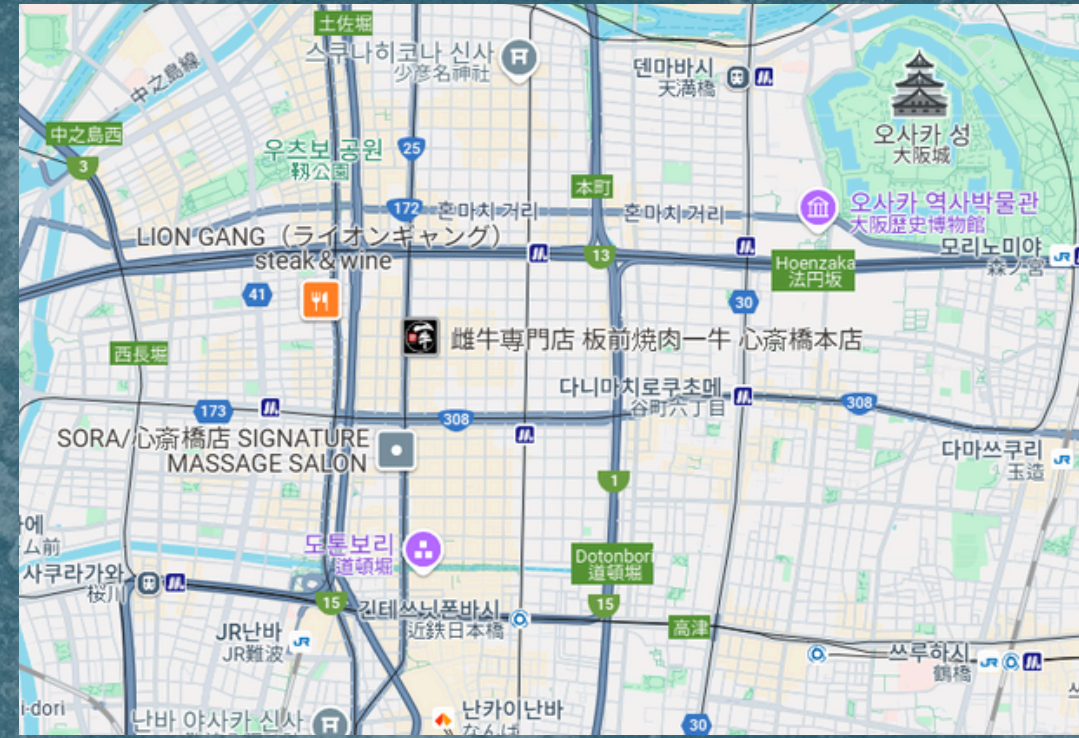 土佐堀
스쿠나히코나 신사
少彦名神社
中之島線
덴마바시
天満橋
오사카 성
大阪城
中之島西
3
우츠보 공원
靱公園
25
本町
172
혼마치 거리
혼마치 거리
오사카 역사박물관
大阪歴史博物館
LION GANG（ライオンギャング）
steak & wine
13
모리노미야
森ノ宮
JR
Hoenzaka
法円坂
41
30
雌牛専門店 板前焼肉一牛 心斎橋本店
西長堀
다니마치로쿠초메
谷町六丁目
173
308
308
SORA/心斎橋店 SIGNATURE
MASSAGE SALON
다마쓰쿠리
玉造
JR
1
에
ム前
도톤보리
道頓堀
Dotonbori
道頓堀
사쿠라가와
桜川
15
긴테쓰닛폰바시
近鉄日本橋
15
高津
JR난바
JR難波
JR
쓰루하시
鶴橋
JR
i-dori
난바 야사카 신사
난카이난바
なんば
30